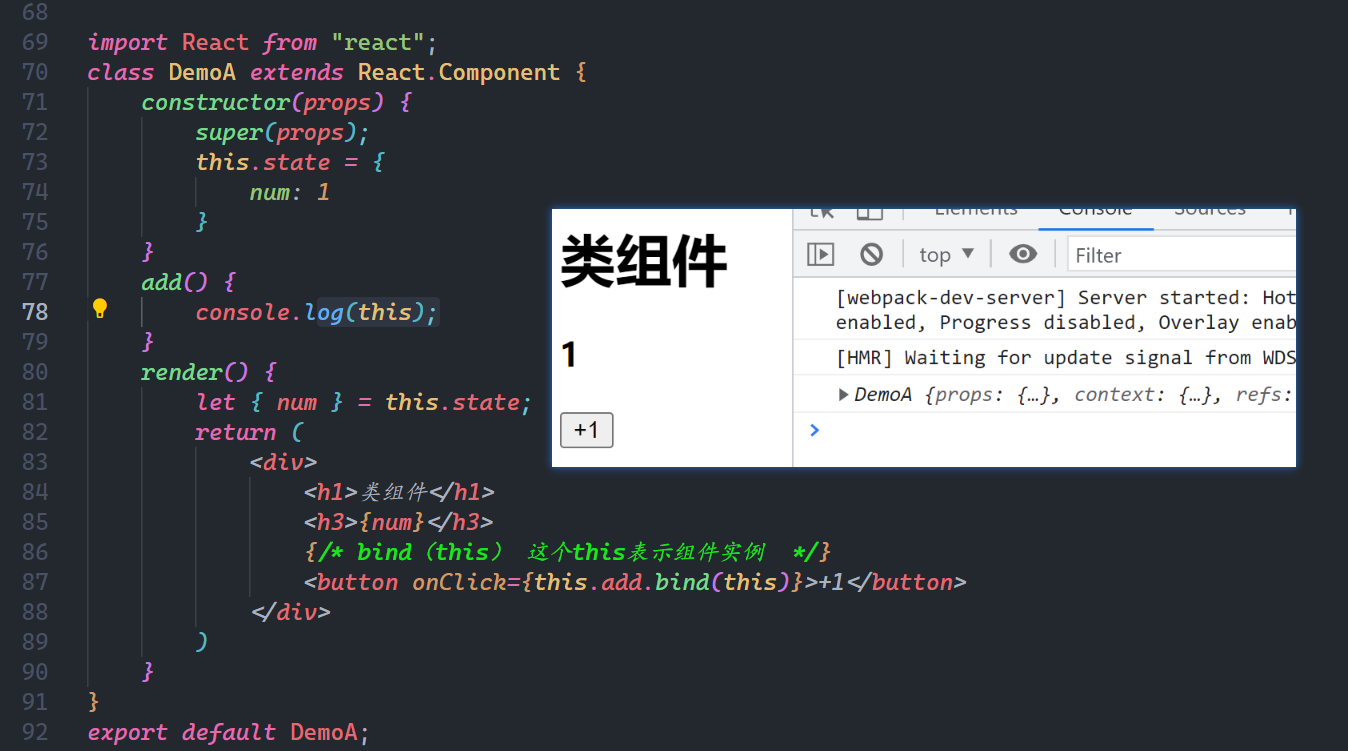 68
69 import React from "react";
70 class DemoA extends React.Component {
71 constructor(props) {
72 super(props);
73 this.state = {
74 num: 1
75 }
76 }
77 add() {
78 console.log(this);
79 }
80 render() {
81 let { num } = this.state;
82 return (
83 <div>
84 <h1>类组件</h1>
85 <h3>{num}</h3>
86 {/* bind（this） 这个this表示组件实例 */}
87 <button onClick={this.add.bind(this)}>+1</button>
88 </div>
89 )
90 }
91 }
92 export default DemoA;
类组件
1
+1
Elements Console Sources
top ▼ Filter
[webpack-dev-server] Server started: Hot
enabled, Progress disabled, Overlay enab
[HMR] Waiting for update signal from WDS
▶DemoA {props: {…}, context: {…}, refs:
>